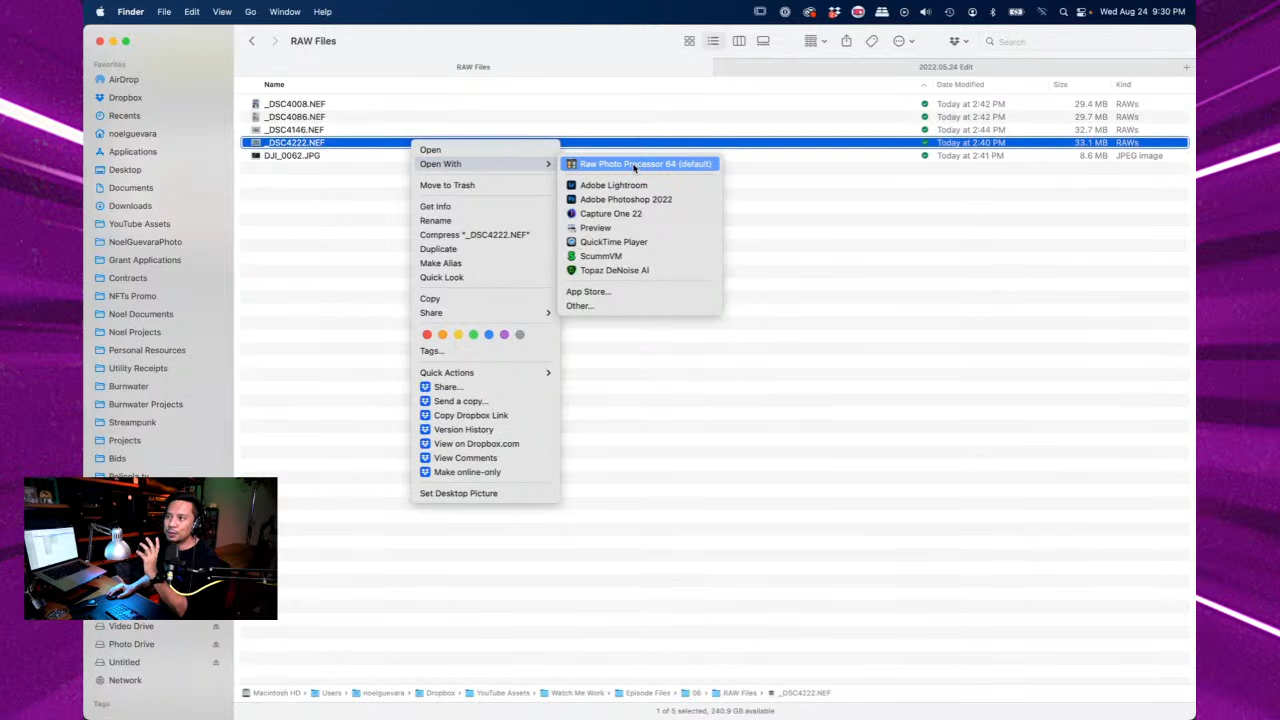 Finder File Edit View Go Window Help
Wed Aug 24 9:30 PM
RAW Files
Search
RAW Files
2022.05.24 Edit
Favorites
AirDrop
Dropbox
Recents
noelguevara
Applications
Desktop
Documents
Downloads
YouTube Assets
NoelGuevaraPhoto
Grant Applications
Contracts
NFTs Promo
Noel Documents
Noel Projects
Personal Resources
Utility Receipts
Burnwater
Burnwater Projects
Streampunk
Projects
Bids
Video Drive
Photo Drive
Untitled
Network
Tags
Name Date Modified Size Kind
_DSC4008.NEF Today at 2:42 PM 29.4 MB RAWs
_DSC4086.NEF Today at 2:42 PM 29.7 MB RAWs
_DSC4146.NEF Today at 2:44 PM 32.7 MB RAWs
_DSC4222.NEF Today at 2:40 PM 33.1 MB RAWs
DJI_0062.JPG Today at 2:41 PM 8.6 MB JPEG image
Open
Open With
Move to Trash
Get Info
Rename
Compress "_DSC4222.NEF"
Duplicate
Make Alias
Quick Look
Copy
Share
Tags...
Quick Actions
Share...
Send a copy...
Copy Dropbox Link
Version History
View on Dropbox.com
View Comments
Make online-only
Set Desktop Picture
Raw Photo Processor 64 (default)
Adobe Lightroom
Adobe Photoshop 2022
Capture One 22
Preview
QuickTime Player
ScummVM
Topaz DeNoise AI
App Store...
Other...
Macintosh HD Users noelguevara Dropbox YouTube Assets Watch Me Work Episode Files 06 RAW Files _DSC4222.NEF
1 of 5 selected, 240.9 GB available